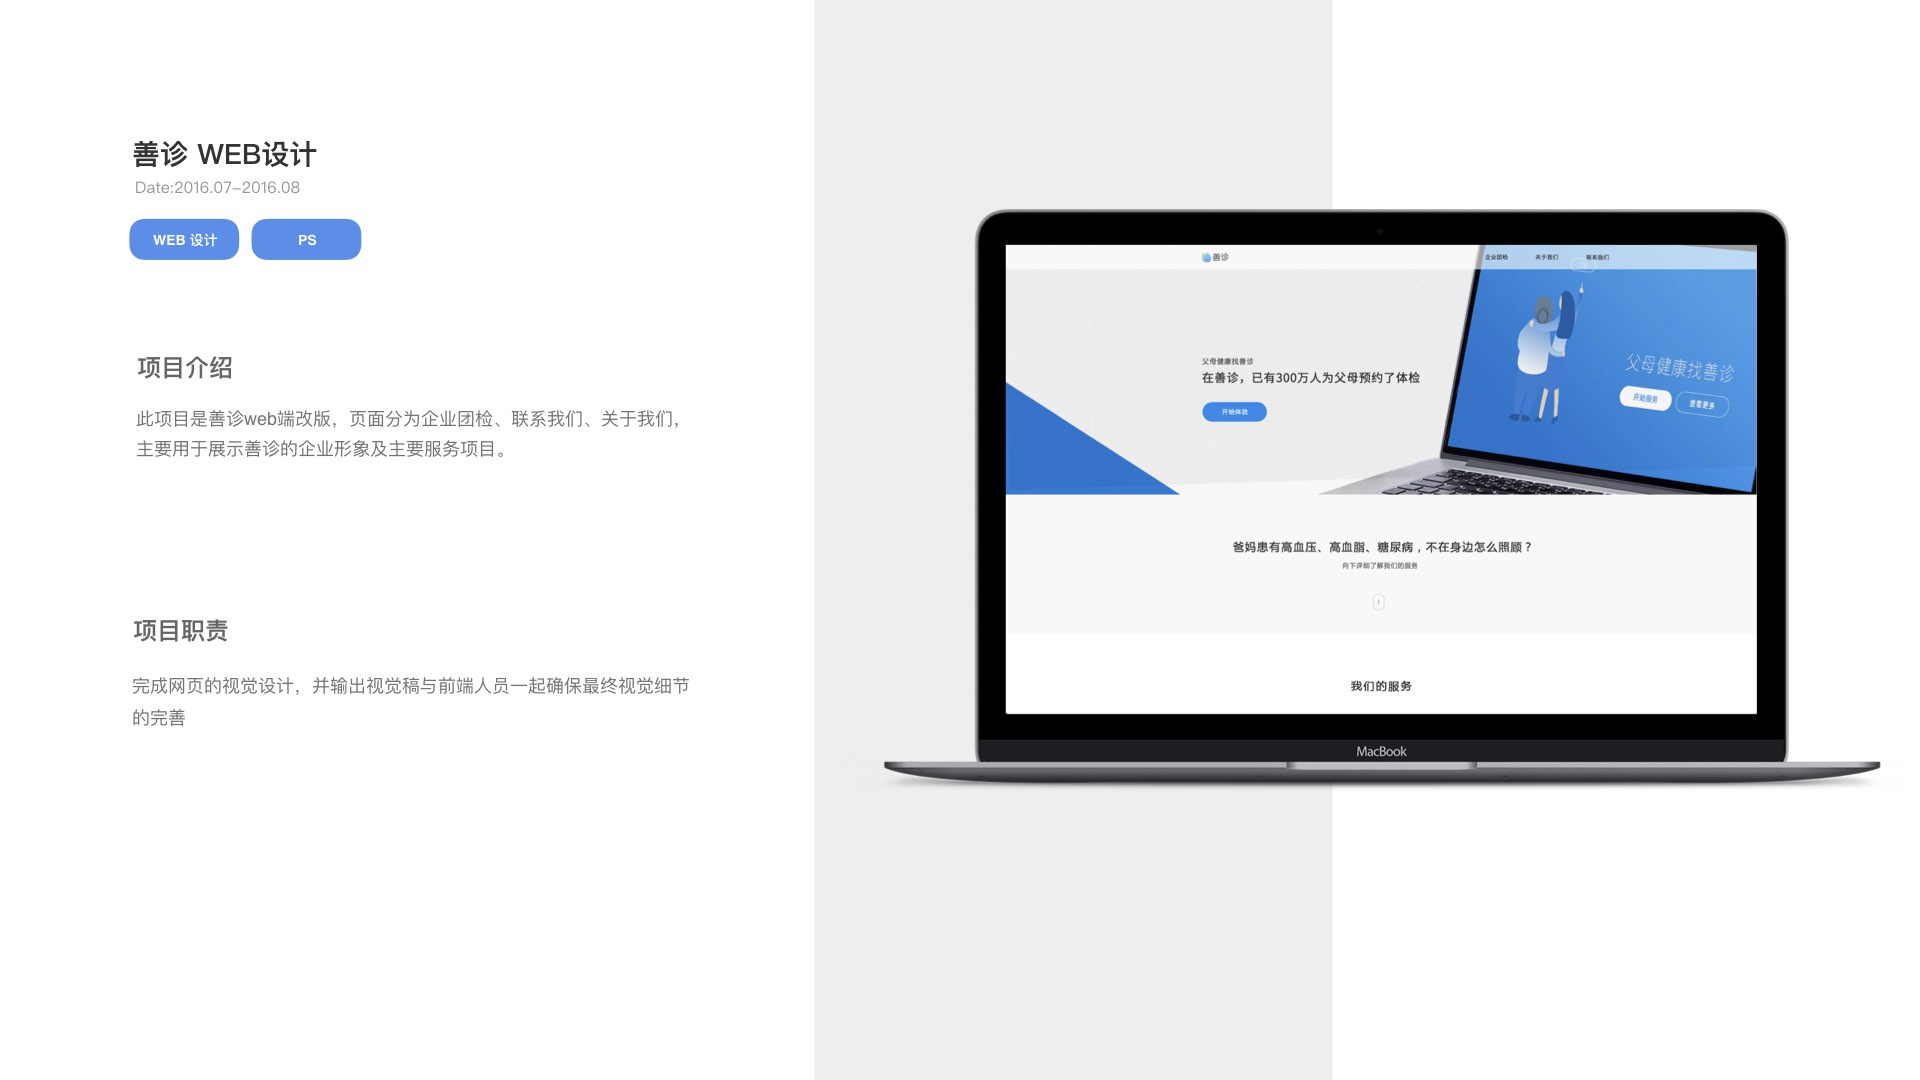 善诊 WEB设计
Date:2016.07-2016.08
WEB 设计
PS
项目介绍
此项目是善诊web端改版，页面分为企业团检、联系我们、关于我们，
主要用于展示善诊的企业形象及主要服务项目。
项目职责
完成网页的视觉设计，并输出视觉稿与前端人员一起确保最终视觉细节
的完善
善诊
企业团检
关于我们
联系我们
父母健康找善诊
在善诊，已有300万人为父母预约了体检
开始体验
父母健康找善诊
开始服务
查看更多
爸妈患有高血压、高血脂、糖尿病，不在身边怎么照顾？
向下详细了解我们的服务
我们的服务
MacBook